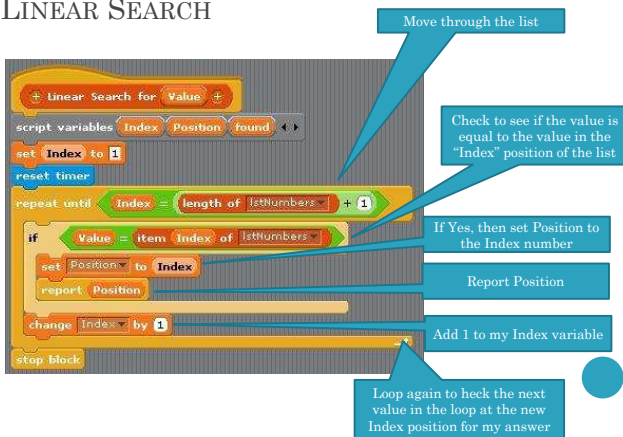 LINEAR SEARCH
Move through the list
+ Linear Search for Value +
script variables Index Position found
set Index to 1
reset timer
repeat until Index = length of lstNumbers + 1
Check to see if the value is
equal to the value in the
"Index" position of the list
if Value = item Index of lstNumbers
If Yes, then set Position to
the Index number
set Position to Index
report Position
Report Position
change Index by 1
Add 1 to my Index variable
stop block
Loop again to heck the next
value in the loop at the new
Index position for my answer